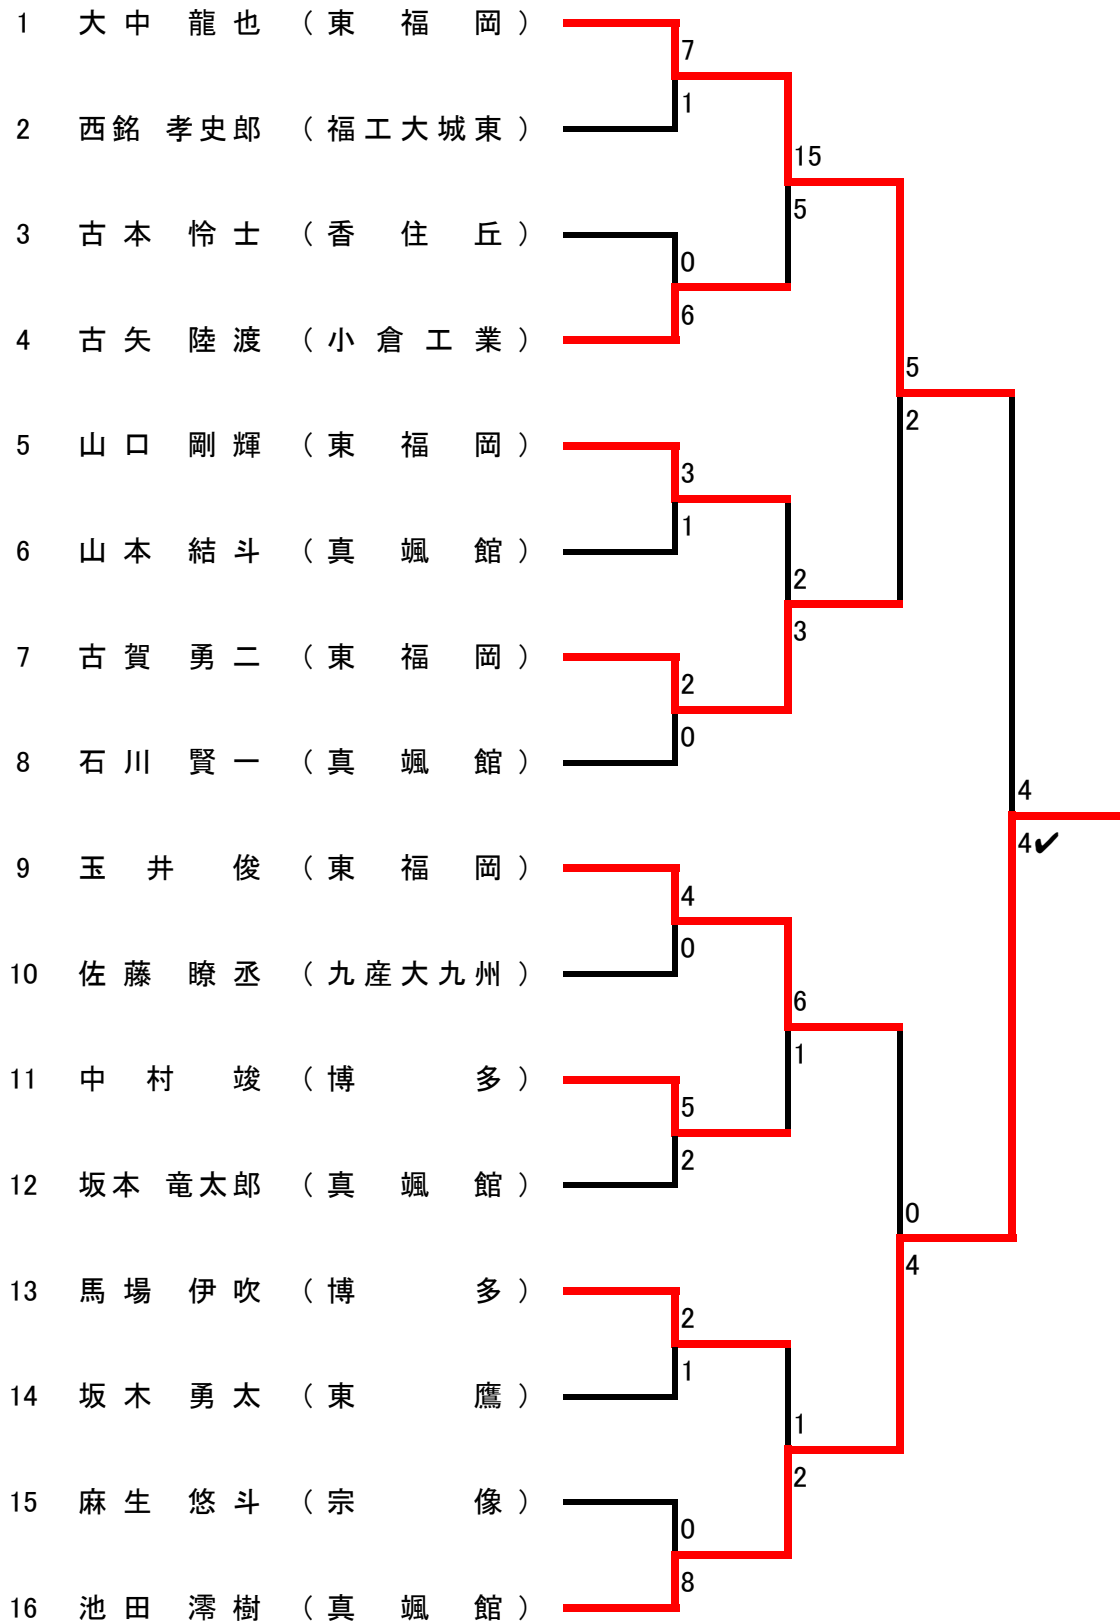 1 大中 龍也 （東福岡）
7
1
2 西銘 孝史郎 （福工大城東）
15
5
3 古本 怜士 （香住丘）
0
6
4 古矢 陸渡 （小倉工業）
5
2
5 山口 剛輝 （東福岡）
3
1
6 山本 結斗 （真颯館）
2
3
7 古賀 勇二 （東福岡）
2
0
8 石川 賢一 （真颯館）
4
4✔
9 玉井 俊 （東福岡）
4
0
10 佐藤 瞭丞 （九産大九州）
6
1
11 中村 竣 （博多）
5
2
12 坂本 竜太郎 （真颯館）
0
4
13 馬場 伊吹 （博多）
2
1
14 坂木 勇太 （東鷹）
1
2
15 麻生 悠斗 （宗像）
0
8
16 池田 澪樹 （真颯館）